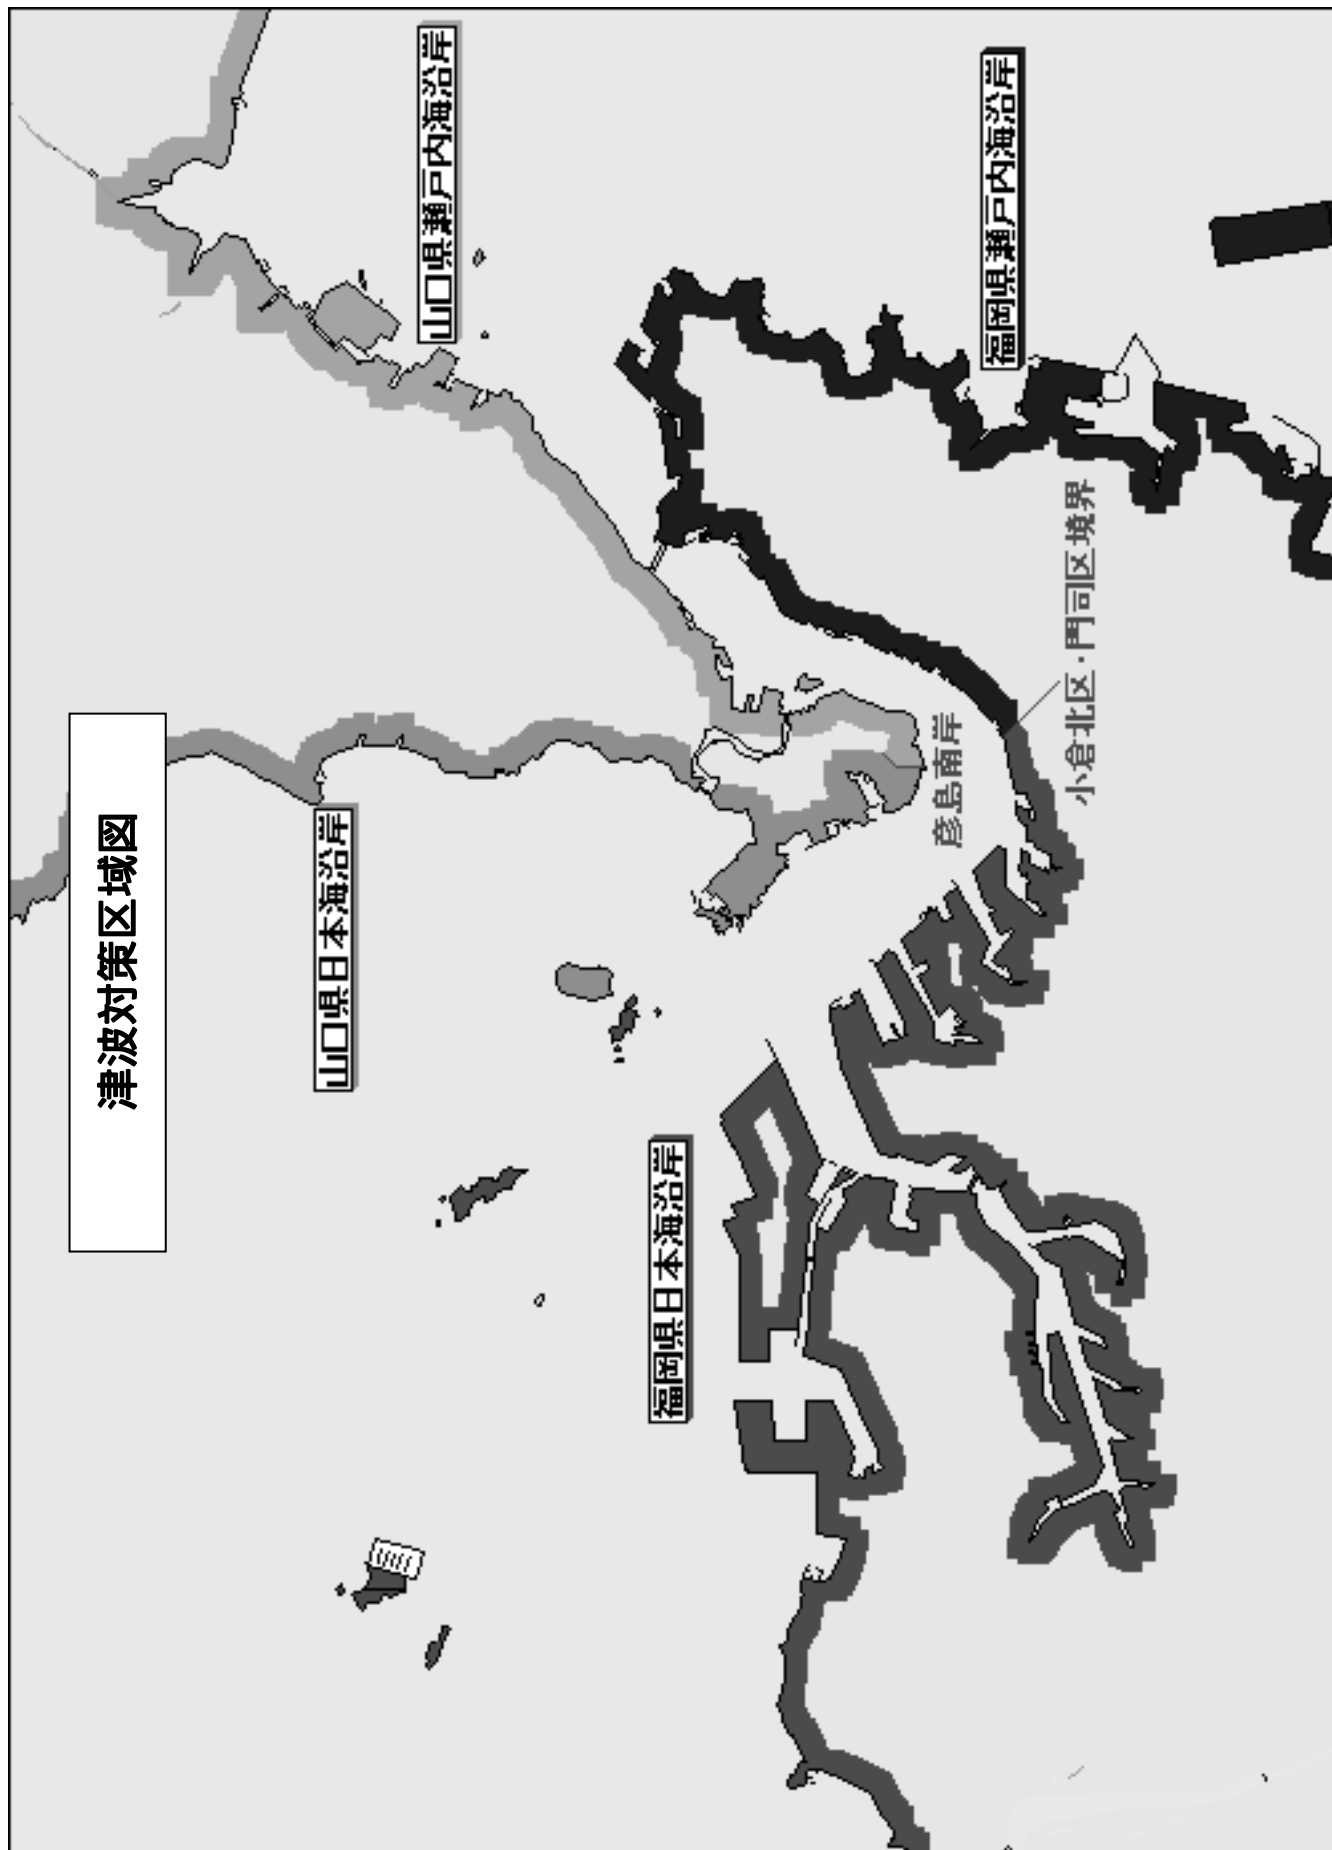 津波対策区域図
山口県日本海沿岸
山口県瀬戸内海沿岸
福岡県日本海沿岸
彦島南岸
福岡県瀬戸内海沿岸
小倉北区・門司区境界